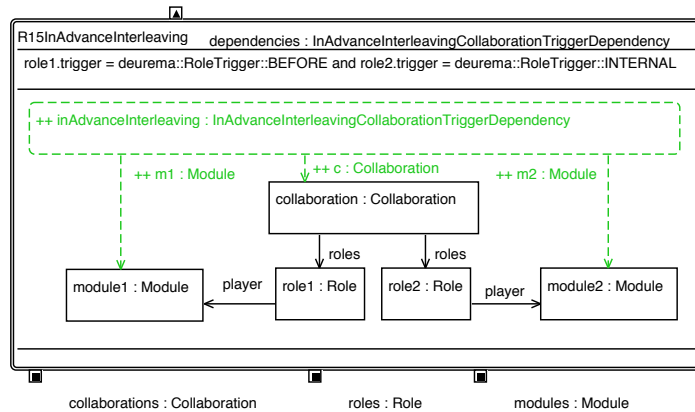 R15InAdvanceInterleaving
dependencies : InAdvanceInterleavingCollaborationTriggerDependency
role1.trigger = deurema::RoleTrigger::BEFORE and role2.trigger = deurema::RoleTrigger::INTERNAL
++ inAdvanceInterleaving : InAdvanceInterleavingCollaborationTriggerDependency
++ m1 : Module
++ c : Collaboration
++ m2 : Module
collaboration : Collaboration
roles
roles
module1 : Module
player
role1 : Role
role2 : Role
player
module2 : Module
collaborations : Collaboration
roles : Role
modules : Module